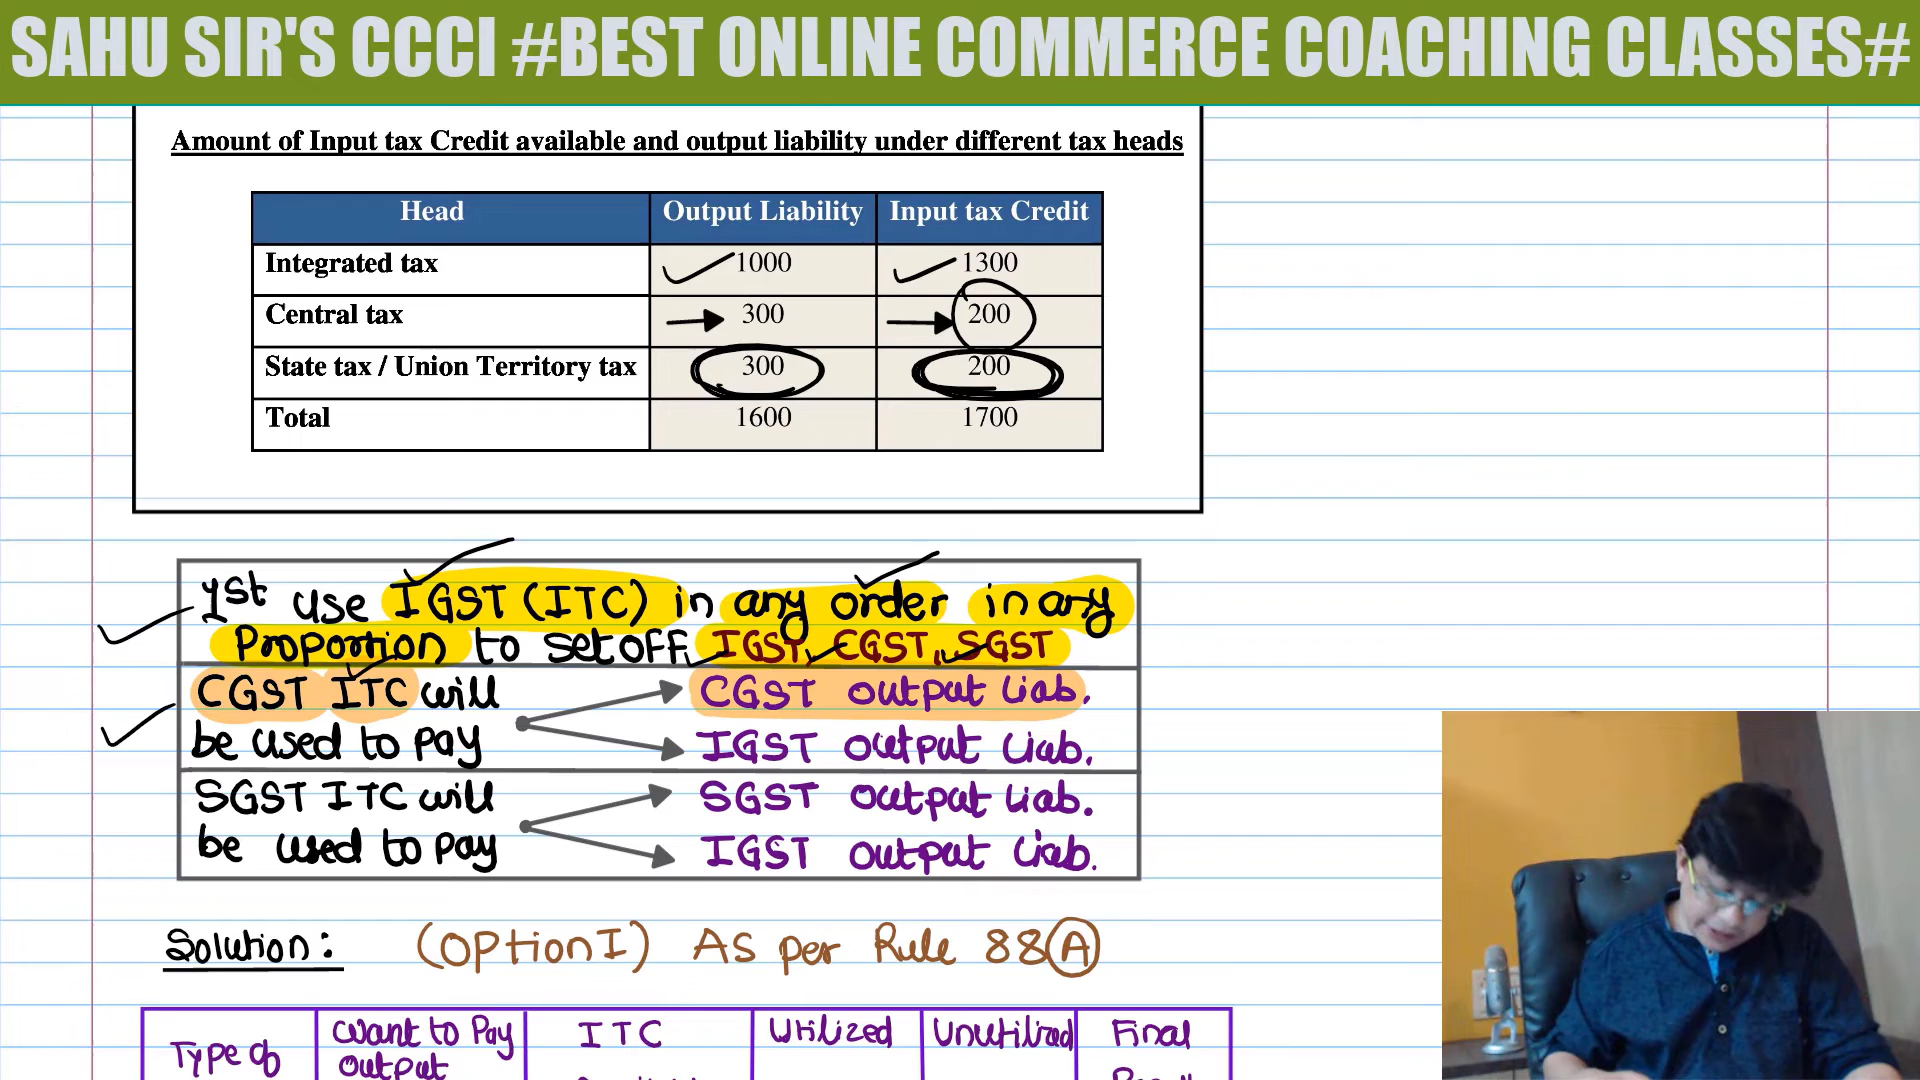 SAHU SIR'S CCCI #BEST ONLINE COMMERCE COACHING CLASSES#
Amount of Input tax Credit available and output liability under different tax heads
Head Output Liability Input tax Credit
Integrated tax 1000 1300
Central tax 300 200
State tax / Union Territory tax 300 200
Total 1600 1700
1st use IGST (ITC) in any order in any
Proportion to setoff IGST, CGST, SGST
CGST ITC will CGST output Liab.
be used to pay IGST output Liab.
SGST ITC will SGST output Liab.
be used to pay IGST output Liab.
Solution: (Option I) As per Rule 88(A)
Type of Want to Pay ITC Utilized Unutilized Final
output